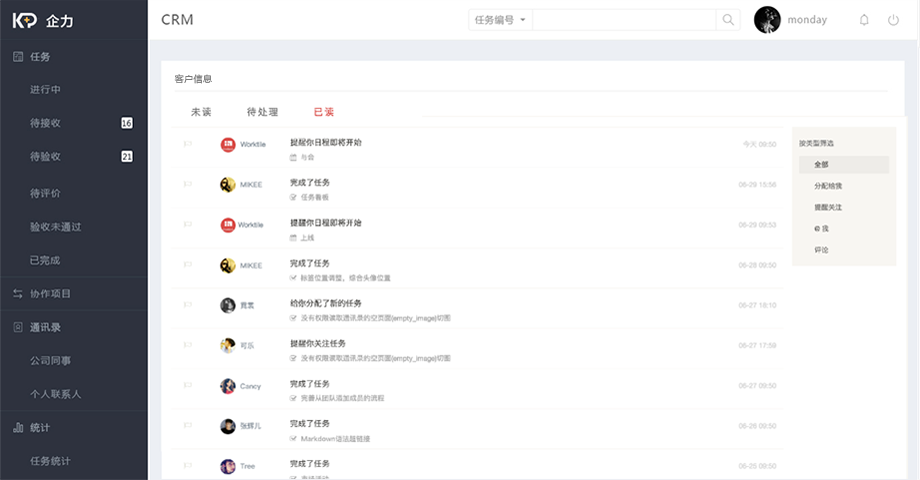 KP 企力
任务
进行中
待接收 16
待验收 21
待评价
验收未通过
已完成
协作项目
通讯录
公司同事
个人联系人
统计
任务统计
CRM
任务编号
monday
客户信息
未读 待处理 已读
Worktile 提醒你日程即将开始 今天 09:50
与会
MIKEE 完成了任务 06-29 15:56
任务看板
Worktile 提醒你日程即将开始 06-29 09:53
上线
MIKEE 完成了任务 06-28 09:50
标签位置调整，综合头像位置
给你分配了新的任务 06-27 18:10
没有权限读取通讯录的空页面(empty_image)切图
可乐 提醒你关注任务 06-27 17:59
没有权限读取通讯录的空页面(empty_image)切图
Cancy 完成了任务 06-27 09:50
完善从团队添加成员的流程
张辉儿 完成了任务 06-28 09:50
Markdown语法超链接
Tree 完成了任务 06-28 09:50
按类型筛选
全部
分配给我
提醒关注
@ 我
评论